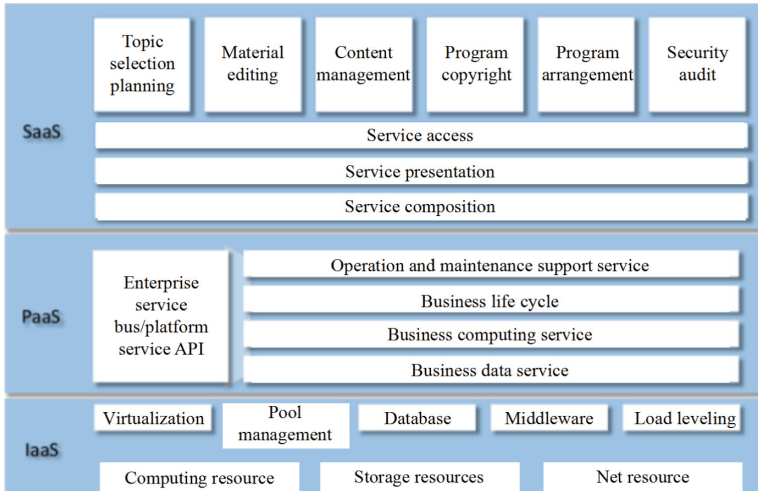 SaaS
Topic
selection
planning
Material
editing
Content
management
Program
copyright
Program
arrangement
Security
audit
Service access
Service presentation
Service composition
PaaS
Enterprise
service
bus/platform
service API
Operation and maintenance support service
Business life cycle
Business computing service
Business data service
IaaS
Virtualization
Pool
management
Database
Middleware
Load leveling
Computing resource
Storage resources
Net resource